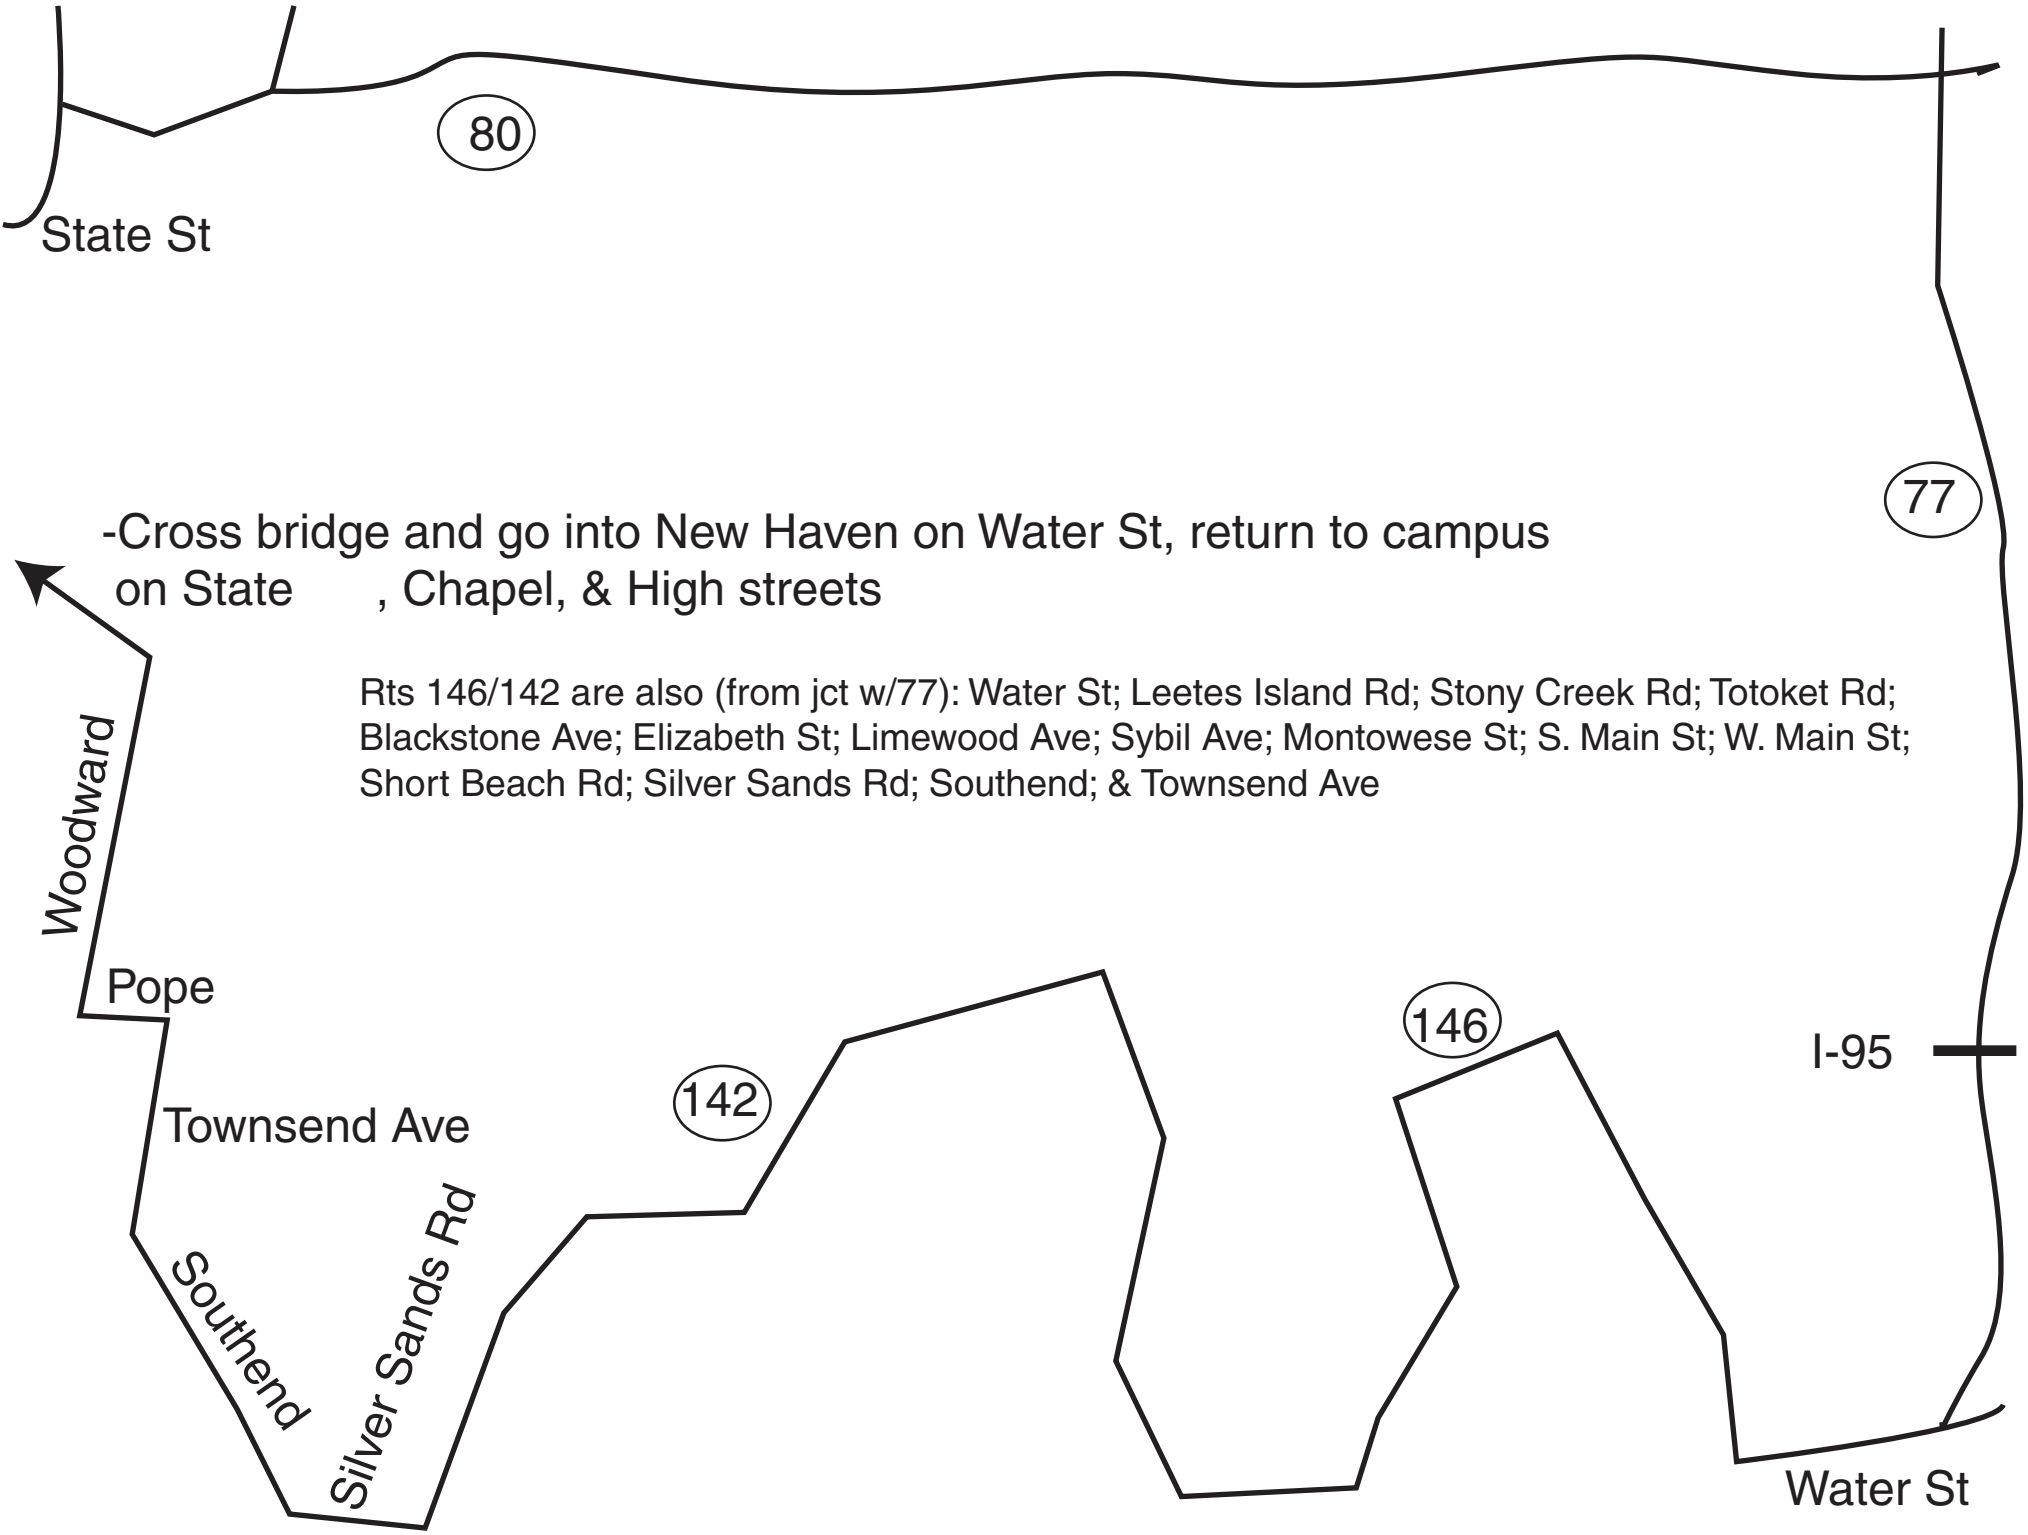 80
State St
77
-Cross bridge and go into New Haven on Water St, return to campus
on State , Chapel, & High streets
Rts 146/142 are also (from jct w/77): Water St; Leetes Island Rd; Stony Creek Rd; Totoket Rd;
Blackstone Ave; Elizabeth St; Limewood Ave; Sybil Ave; Montowese St; S. Main St; W. Main St;
Short Beach Rd; Silver Sands Rd; Southend; & Townsend Ave
Woodward
Pope
146
I-95
142
Townsend Ave
Silver Sands Rd
Southend
Water St